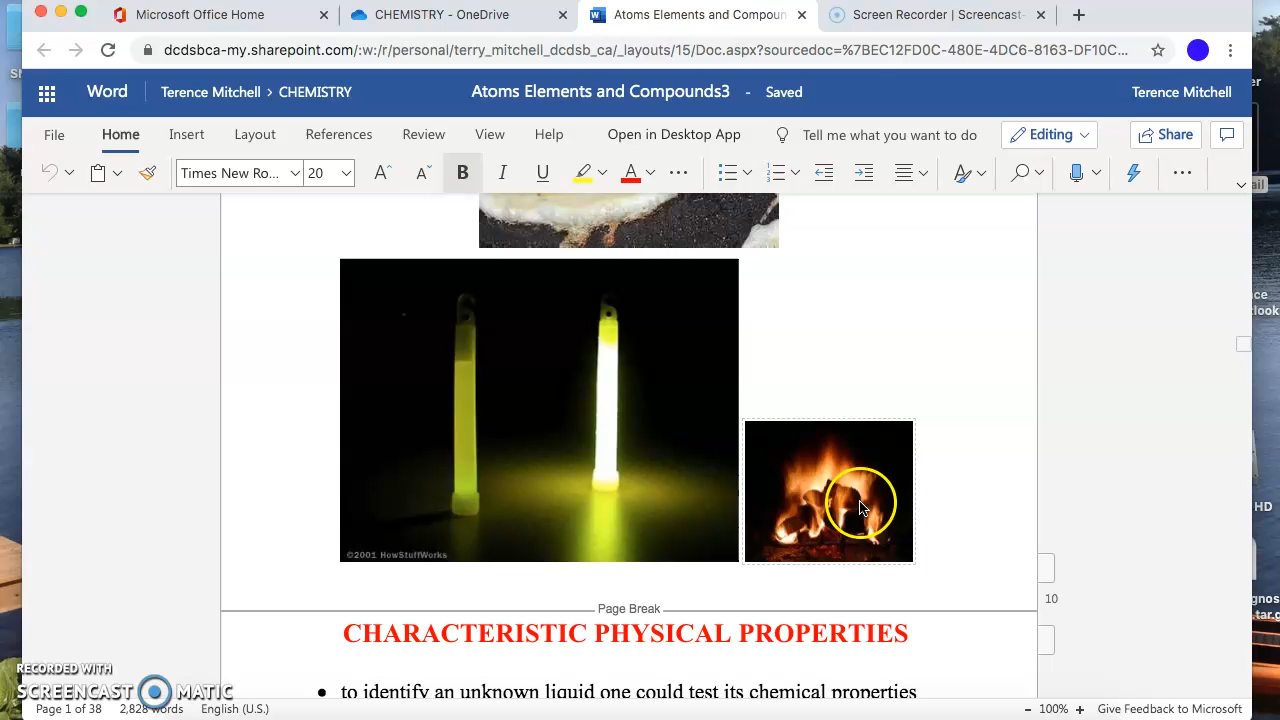 Microsoft Office Home
CHEMISTRY - OneDrive
Atoms Elements and Compoun
Screen Recorder | Screencast-
dcdsbca-my.sharepoint.com/:w:/r/personal/terry_mitchell_dcdsb_ca/_layouts/15/Doc.aspx?sourcedoc=%7BEC12FD0C-480E-4DC6-8163-DF10C...
Word
Terence Mitchell > CHEMISTRY
Atoms Elements and Compounds3 - Saved
Terence Mitchell
File
Home
Insert
Layout
References
Review
View
Help
Open in Desktop App
Tell me what you want to do
Editing
Share
Times New Ro...
20
B I U A
©2001 HowStuffWorks
10
Page Break
CHARACTERISTIC PHYSICAL PROPERTIES
• to identify an unknown liquid one could test its chemical properties
RECORDED WITH
SCREENCAST MATIC
Page 1 of 38
2,828 words
English (U.S.)
- 100% +
Give Feedback to Microsoft
HD